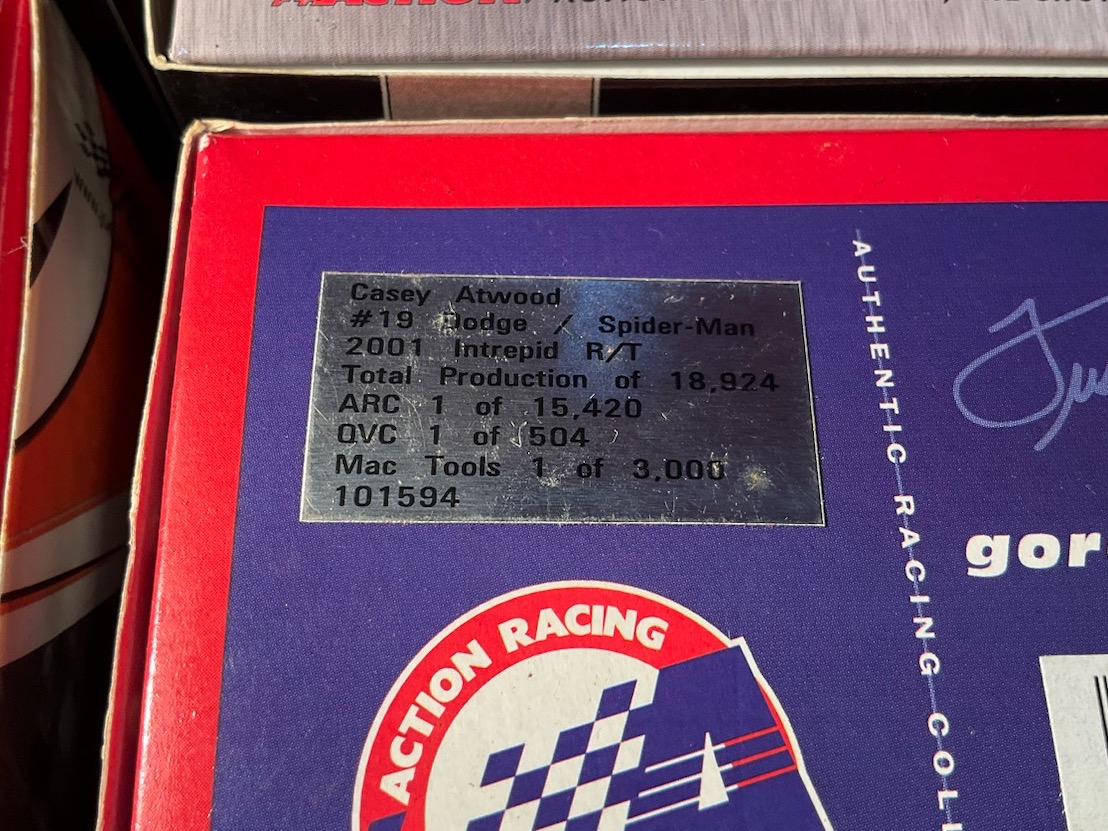 Casey Atwood
#19 Dodge / Spider-Man
2001 Intrepid R/T
Total Production of 18,924
ARC 1 of 15,420
QVC 1 of 504
Mac Tools 1 of 3,000
101594
AUTHENTIC RACING
gor
ACTION RACING